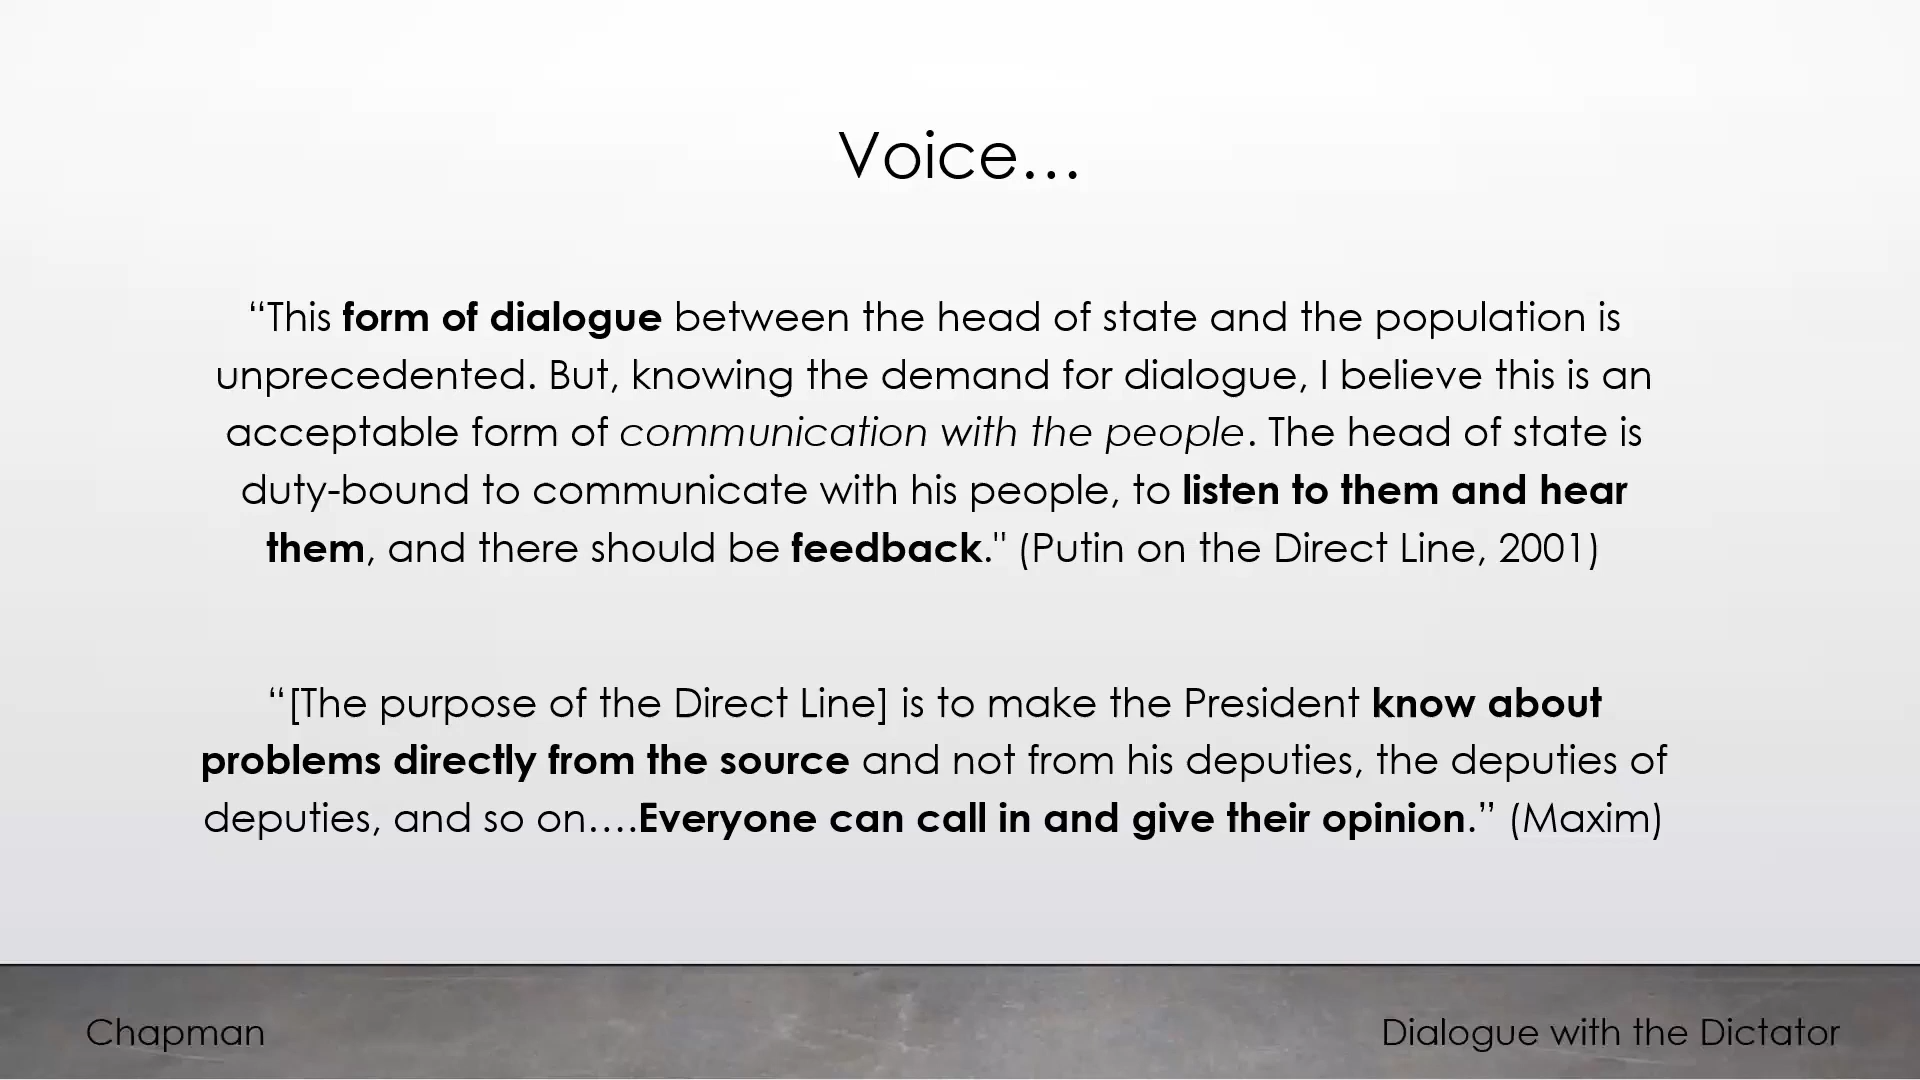 Voice…
“This form of dialogue between the head of state and the population is
unprecedented. But, knowing the demand for dialogue, I believe this is an
acceptable form of communication with the people. The head of state is
duty-bound to communicate with his people, to listen to them and hear
them, and there should be feedback." (Putin on the Direct Line, 2001)
“[The purpose of the Direct Line] is to make the President know about
problems directly from the source and not from his deputies, the deputies of
deputies, and so on….Everyone can call in and give their opinion.” (Maxim)
Chapman
Dialogue with the Dictator